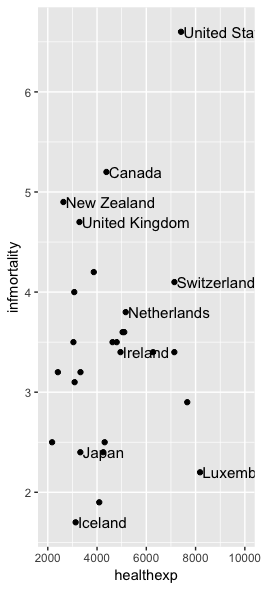 United Sta
6
Canada
5
New Zealand
United Kingdom
Switzerland
4
Netherlands
Ireland
3
Japan
Luxemb
2
Iceland
2000 4000 6000 8000 10000
healthexp
infmortality